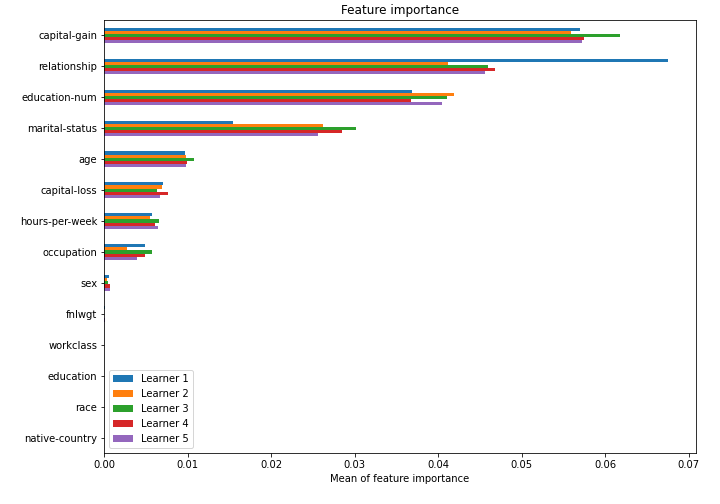 Feature importance
capital-gain
relationship
education-num
marital-status
age
capital-loss
hours-per-week
occupation
sex
fnlwgt
workclass
education
race
native-country
Learner 1
Learner 2
Learner 3
Learner 4
Learner 5
0.00 0.01 0.02 0.03 0.04 0.05 0.06 0.07
Mean of feature importance